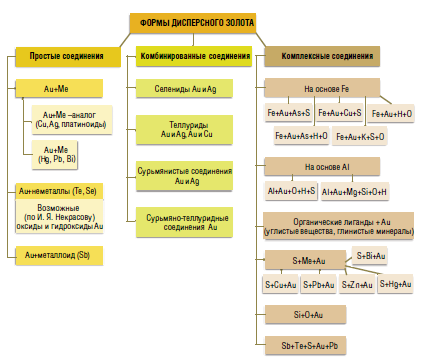 ФОРМЫ ДИСПЕРСНОГО ЗОЛОТА
Простые соединения
Au+Me
Au+Me –аналог
(Cu, Ag, платиноиды)
Au+Me
(Hg, Pb, Bi)
Au+неметаллы (Te, Se)
Возможные
(по И. Я. Некрасову)
оксиды и гидроксиды Au
Au+металлоид (Sb)
Комбинированные соединения
Селениды Au и Ag
Теллуриды
Au и Ag, Au и Cu
Сурьмянистые соединения
Au и Ag
Сурьмяно-теллуридные
соединения Au
Комплексные соединения
На основе Fe
Fe+Au+As+S
Fe+Au+Cu+S
Fe+Au+H+O
Fe+Au+As+H+O
Fe+Au+K+S+O
На основе Al
Al+Au+O+H+S
Al+Au+Mg+Si+O+H
Органические лиганды + Au
(углистые вещества, глинистые минералы)
S+Me+Au
S+Bi+Au
S+Cu+Au
S+Pb+Au
S+Zn+Au
S+Hg+Au
Si+O+Au
Sb+Te+S+Au+Pb